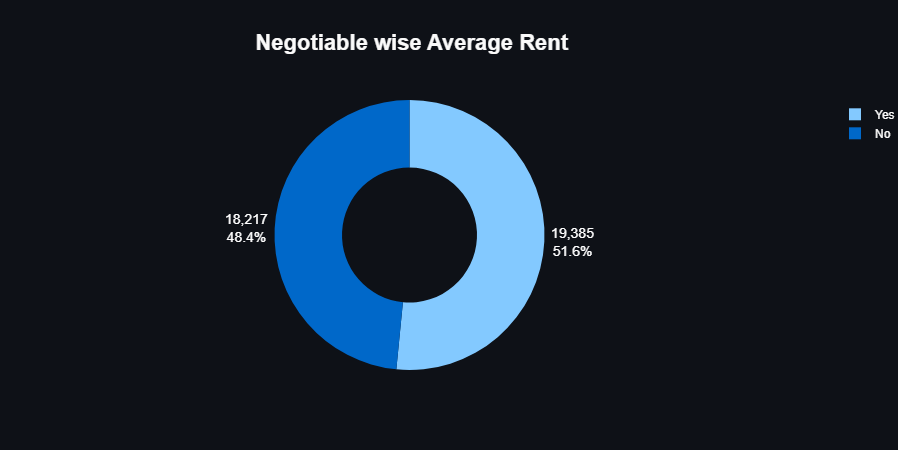 Negotiable wise Average Rent
Yes
No
18,217
48.4%
19,385
51.6%